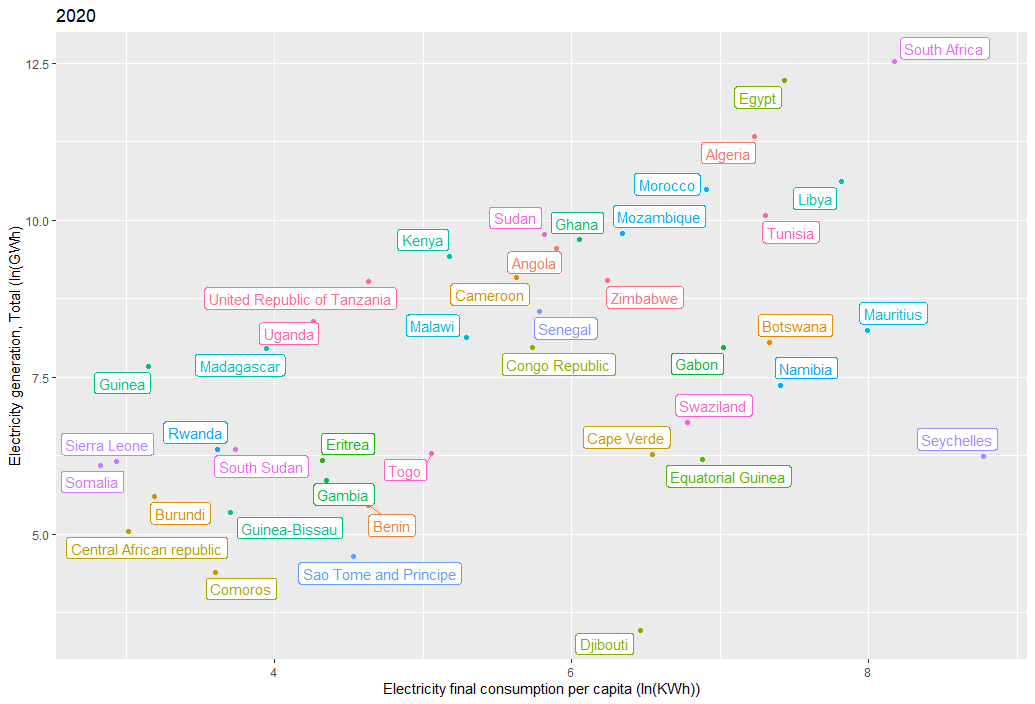 2020
South Africa
12.5
Egypt
Algeria
Morocco
Libya
10.0
Sudan
Ghana
Mozambique
Tunisia
Kenya
Angola
Cameroon
Zimbabwe
United Republic of Tanzania
Mauritius
Malawi
Senegal
Botswana
Uganda
Madagascar
Congo Republic
Gabon
Namibia
7.5
Guinea
Swaziland
Rwanda
Cape Verde
Seychelles
Sierra Leone
Eritrea
South Sudan
Togo
Equatorial Guinea
Somalia
Gambia
Burundi
Guinea-Bissau
Benin
5.0
Central African republic
Sao Tome and Principe
Comoros
Djibouti
4
6
8
Electricity final consumption per capita (ln(KWh))
Electricity generation, Total (ln(GWh)